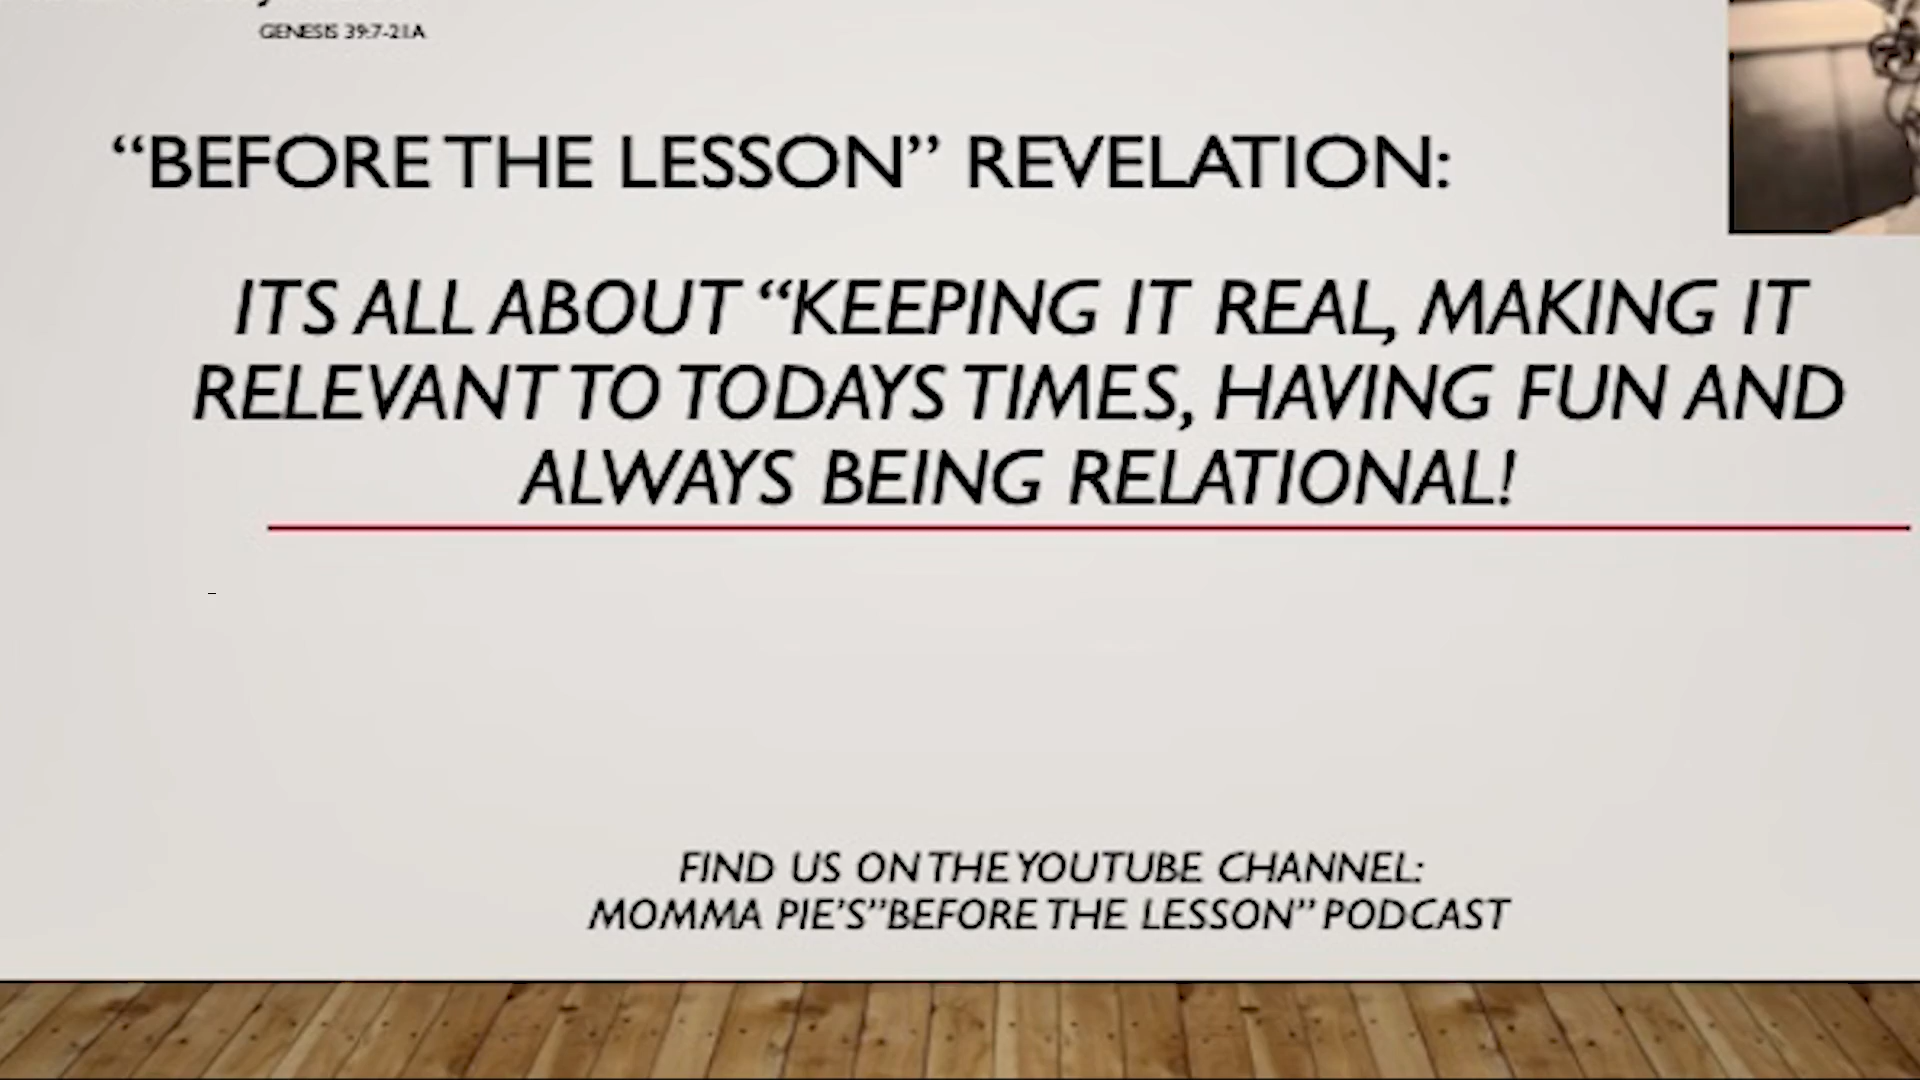 GENESIS 39:7-21A
“BEFORE THE LESSON” REVELATION:
ITS ALL ABOUT “KEEPING IT REAL, MAKING IT
RELEVANT TO TODAYS TIMES, HAVING FUN AND
ALWAYS BEING RELATIONAL!
FIND US ON THE YOUTUBE CHANNEL:
MOMMA PIE’S”BEFORE THE LESSON” PODCAST